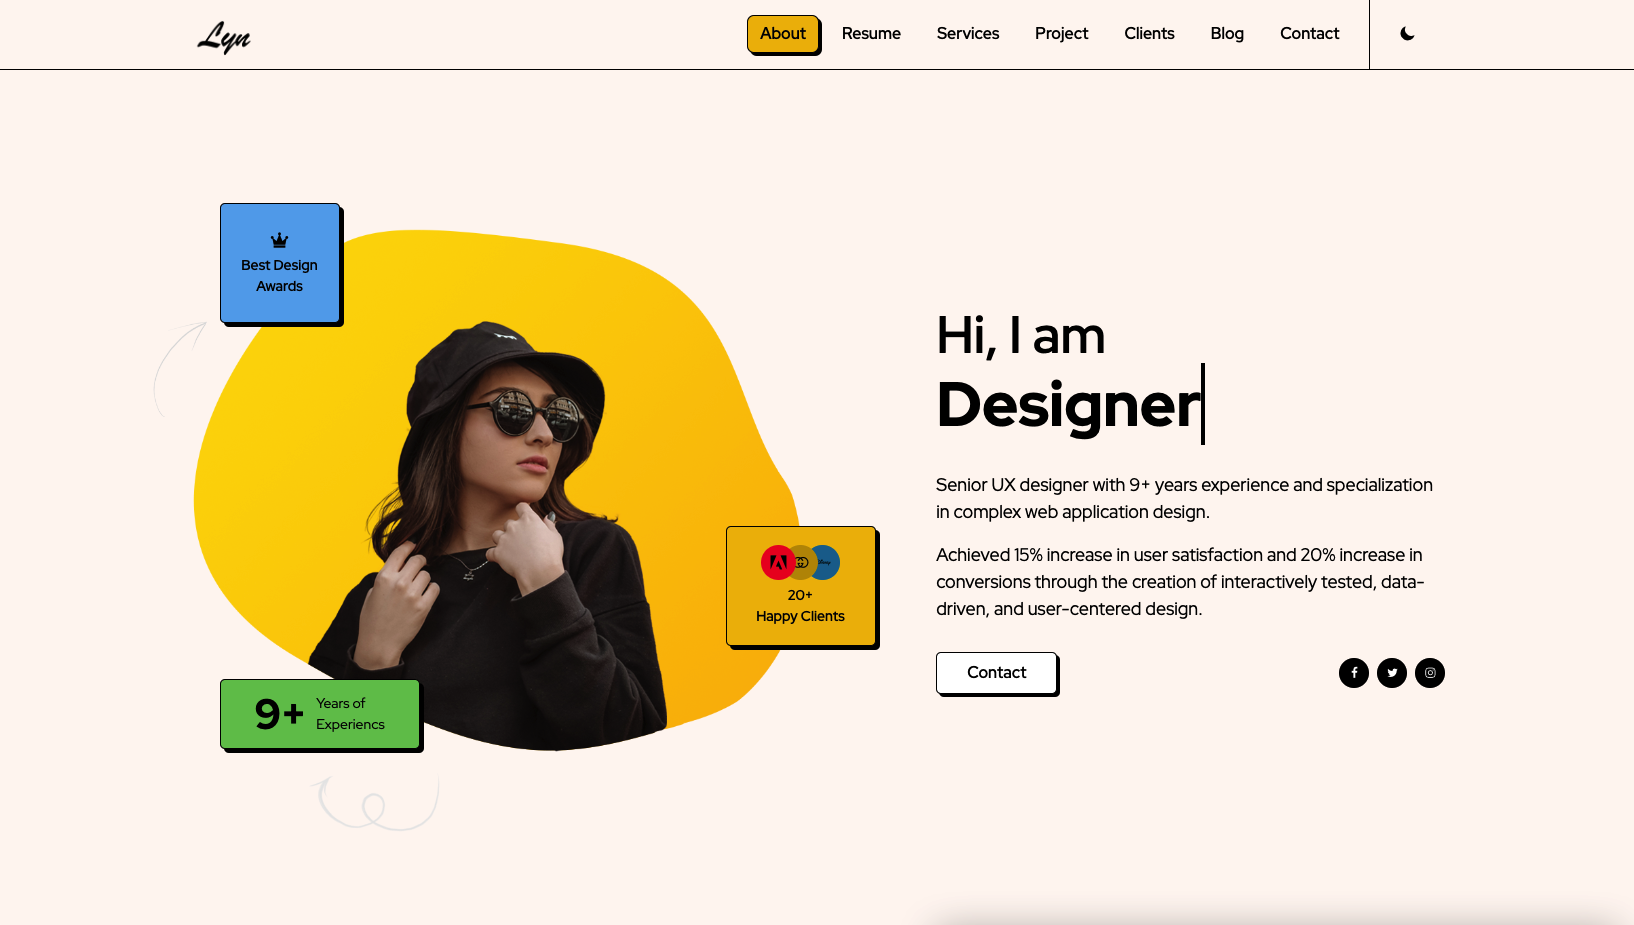 Lyn
About Resume Services Project Clients Blog Contact
Best Design
Awards
Hi, I am
Designer
Senior UX designer with 9+ years experience and specialization
in complex web application design.
Achieved 15% increase in user satisfaction and 20% increase in
conversions through the creation of interactively tested, data-
driven, and user-centered design.
20+
Happy Clients
Contact
9+ Years of
Experiencs